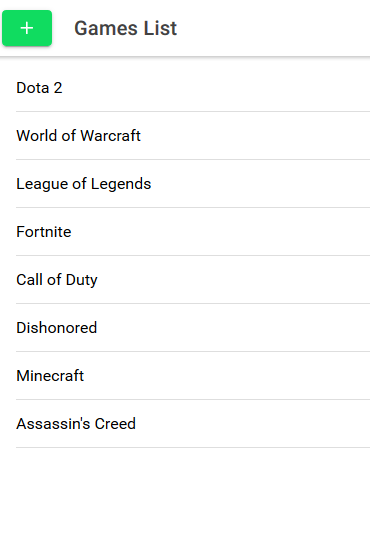 + Games List
Dota 2
World of Warcraft
League of Legends
Fortnite
Call of Duty
Dishonored
Minecraft
Assassin's Creed